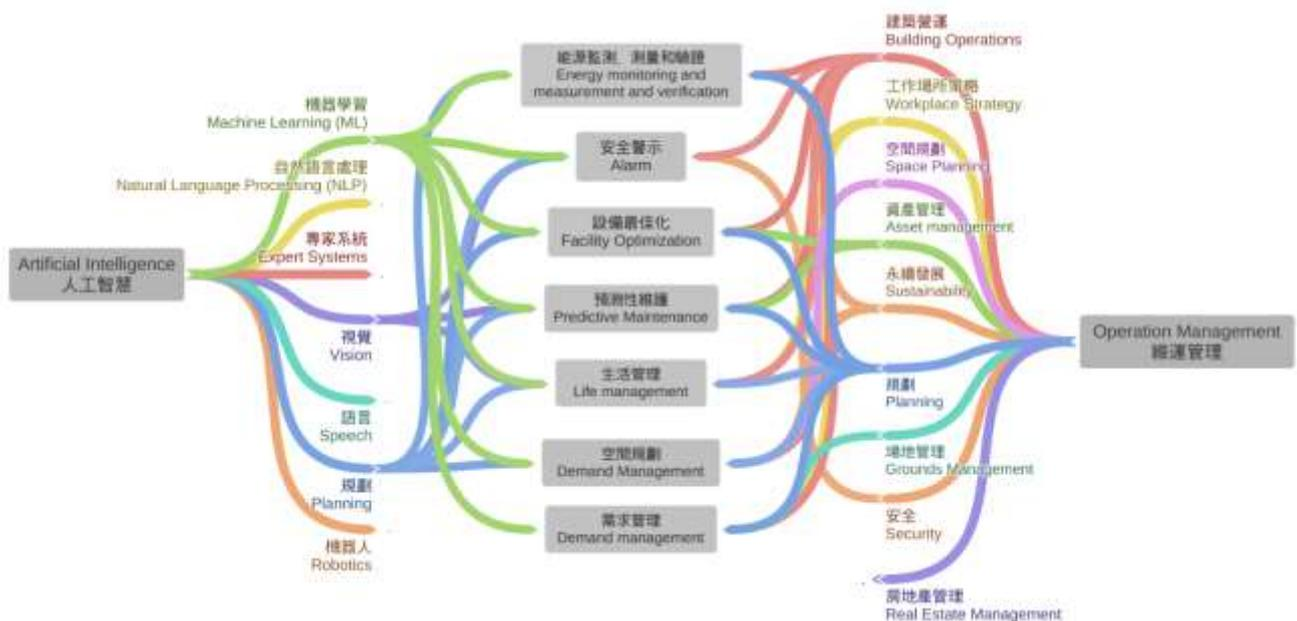 Artificial Intelligence
人工智慧
機器學習
Machine Learning (ML)
自然語言處理
Natural Language Processing (NLP)
專家系統
Expert Systems
視覺
Vision
語言
Speech
規劃
Planning
機器人
Robotics
能源監測、測量和驗證
Energy monitoring and
measurement and verification
安全警示
Alarm
設備最佳化
Facility Optimization
預測性維護
Predictive Maintenance
生活管理
Life management
空間規劃
Demand Management
需求管理
Demand management
建築營運
Building Operations
工作場所策略
Workplace Strategy
空間規劃
Space Planning
資產管理
Asset management
永續發展
Sustainability
規劃
Planning
場地管理
Grounds Management
安全
Security
房地產管理
Real Estate Management
Operation Management
維運管理